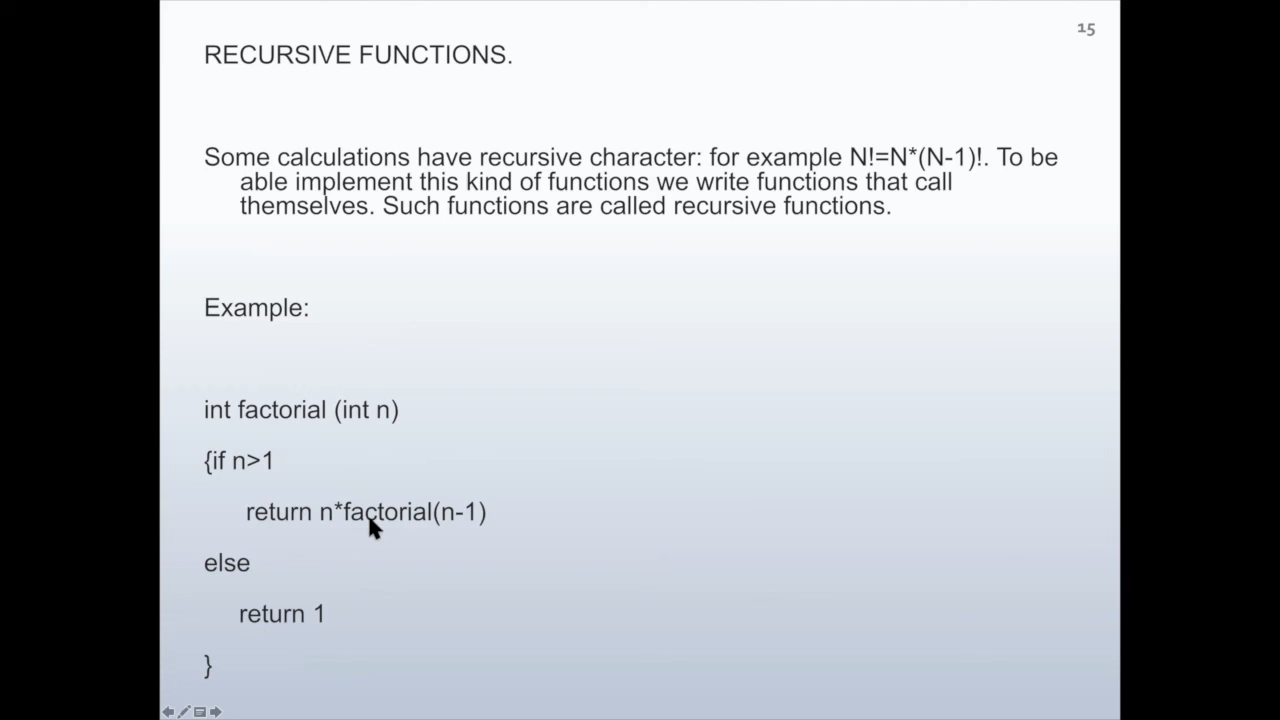 15
RECURSIVE FUNCTIONS.
Some calculations have recursive character: for example N!=N*(N-1)!. To be
able implement this kind of functions we write functions that call
themselves. Such functions are called recursive functions.
Example:
int factorial (int n)
{if n>1
return n*factorial(n-1)
else
return 1
}